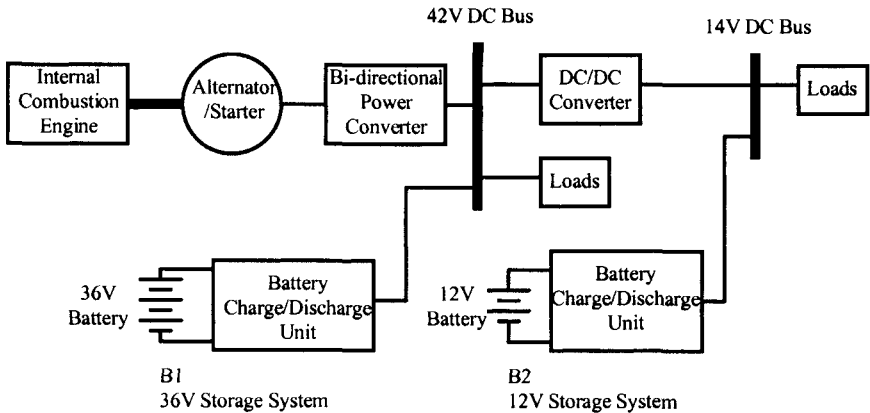 42V DC Bus
14V DC Bus
Internal
Combustion
Engine
Alternator
/Starter
Bi-directional
Power
Converter
DC/DC
Converter
Loads
Loads
36V
Battery
Battery
Charge/Discharge
Unit
12V
Battery
Battery
Charge/Discharge
Unit
B1
36V Storage System
B2
12V Storage System